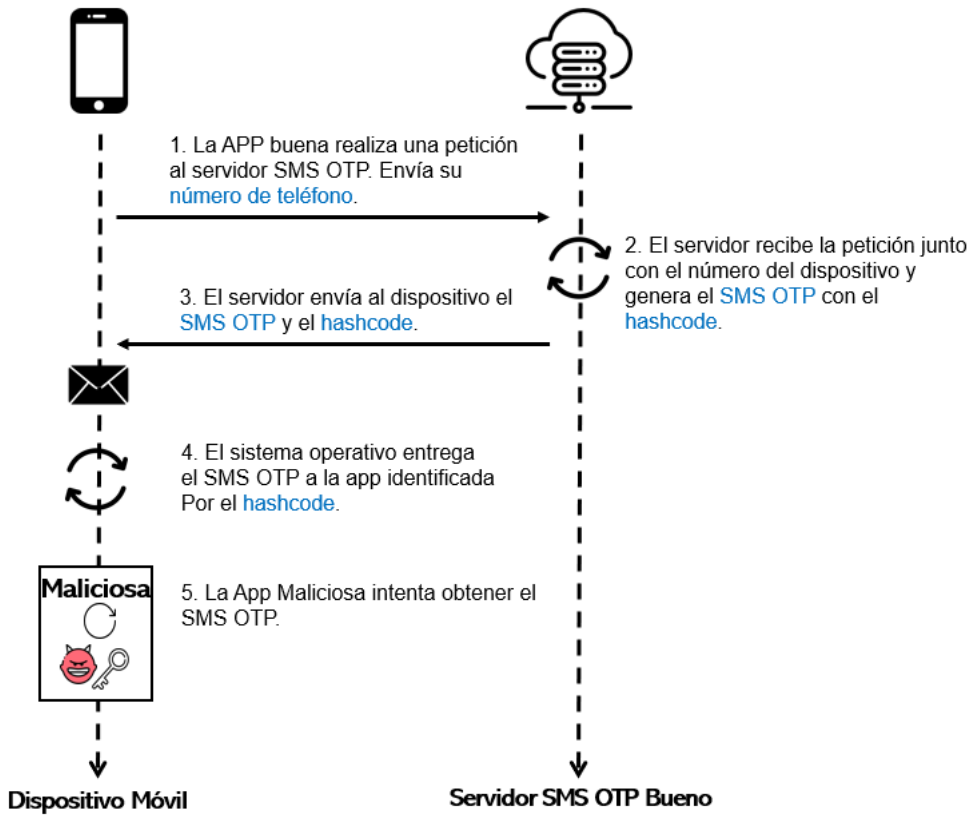 1. La APP buena realiza una petición
al servidor SMS OTP. Envía su
número de teléfono.
2. El servidor recibe la petición junto
con el número del dispositivo y
genera el SMS OTP con el
hashcode.
3. El servidor envía al dispositivo el
SMS OTP y el hashcode.
4. El sistema operativo entrega
el SMS OTP a la app identificada
Por el hashcode.
Maliciosa
5. La App Maliciosa intenta obtener el
SMS OTP.
Dispositivo Móvil
Servidor SMS OTP Bueno